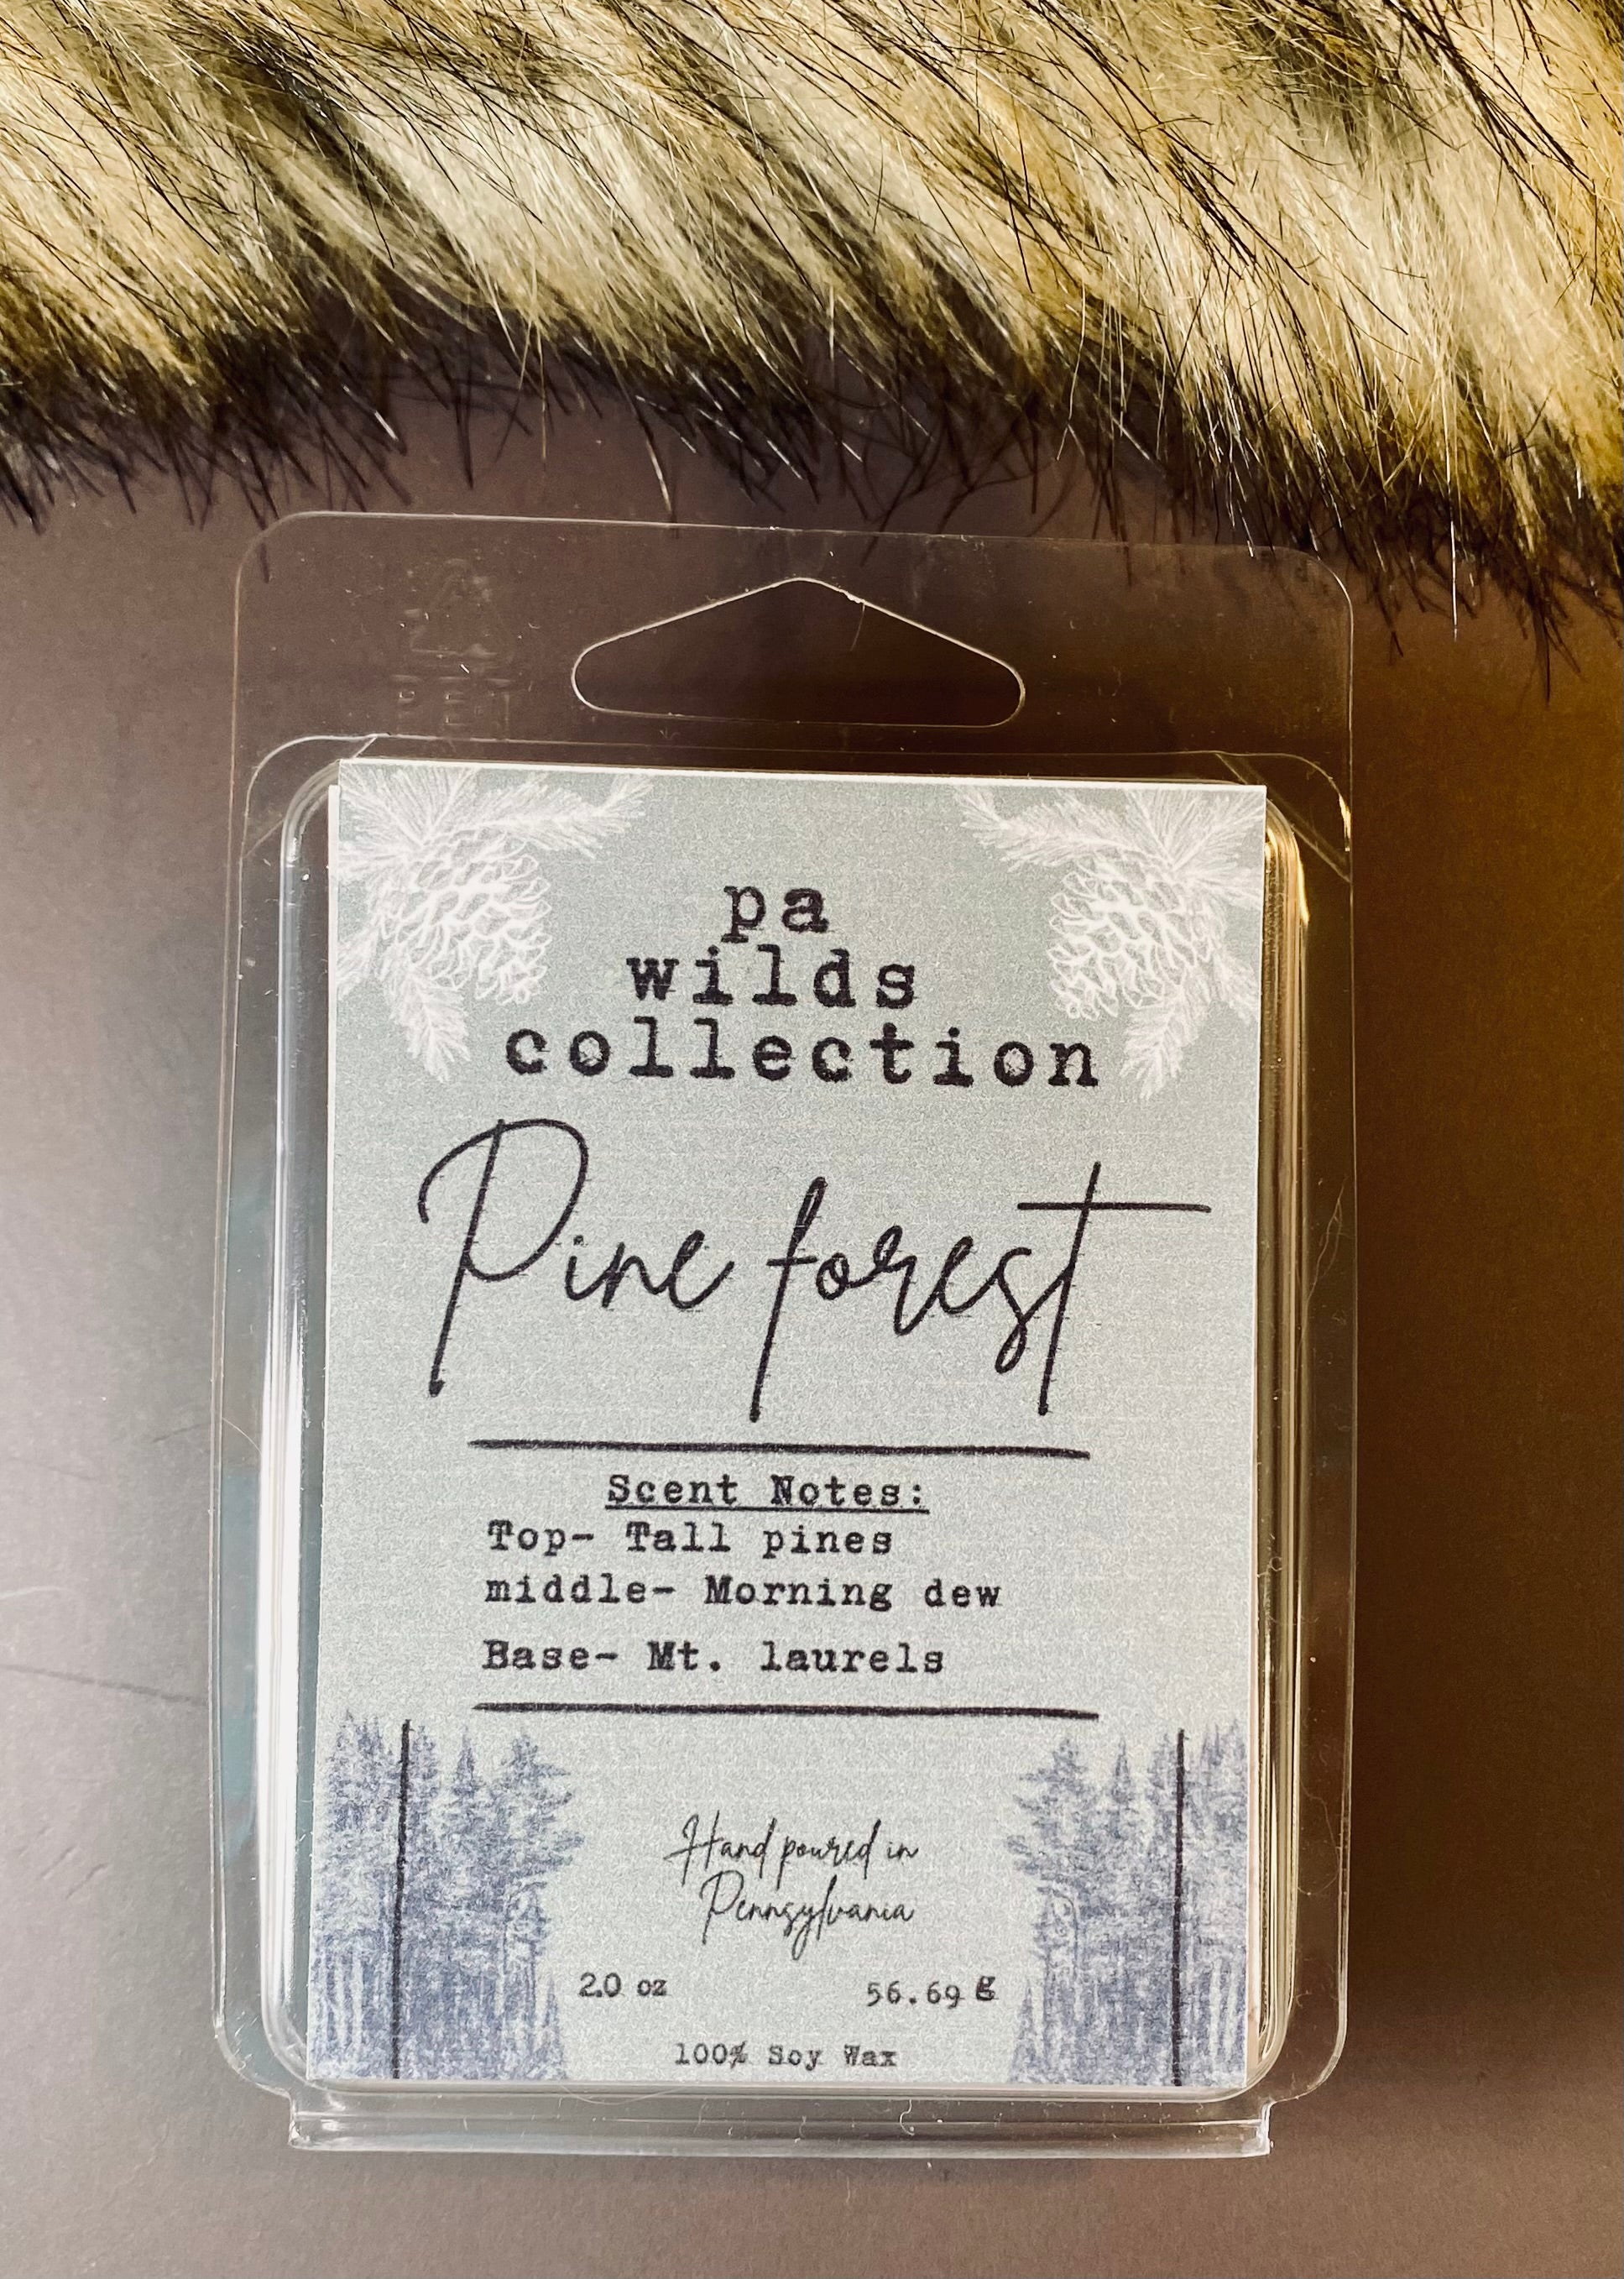 pa
wilds
collection
Pine forest
Scent Notes:
Top- Tall pines
middle- Morning dew
Base- Mt. laurels
Hand poured in
Pennsylvania
2.0 oz 56.69 g
100% Soy Wax